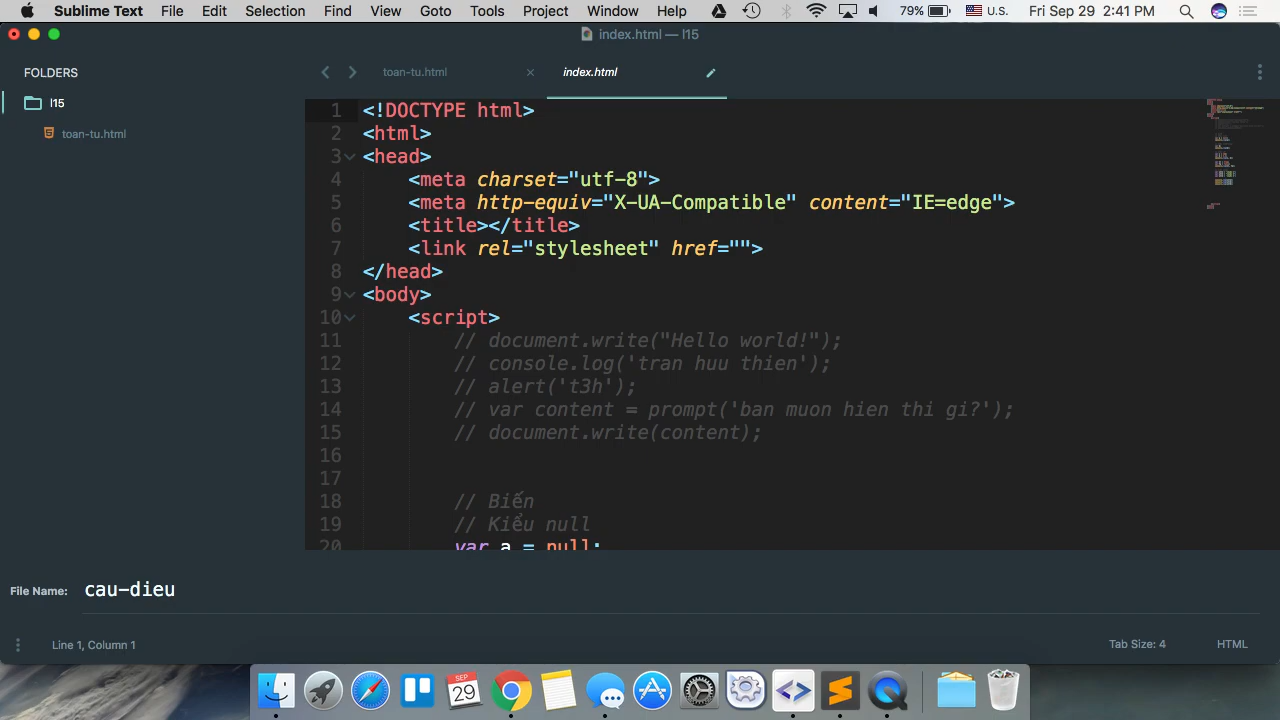 Sublime Text File Edit Selection Find View Goto Tools Project Window Help 79% U.S. Fri Sep 29 2:41 PM
index.html — l15
FOLDERS
l15
toan-tu.html
toan-tu.html × index.html
1 <!DOCTYPE html>
2 <html>
3 <head>
4 <meta charset="utf-8">
5 <meta http-equiv="X-UA-Compatible" content="IE=edge">
6 <title></title>
7 <link rel="stylesheet" href="">
8 </head>
9 <body>
10 <script>
11 // document.write("Hello world!");
12 // console.log('tran huu thien');
13 // alert('t3h');
14 // var content = prompt('ban muon hien thi gi?');
15 // document.write(content);
16
17
18 // Biến
19 // Kiểu null
20 var a = null;
File Name: cau-dieu
Line 1, Column 1 Tab Size: 4 HTML
SEP
29